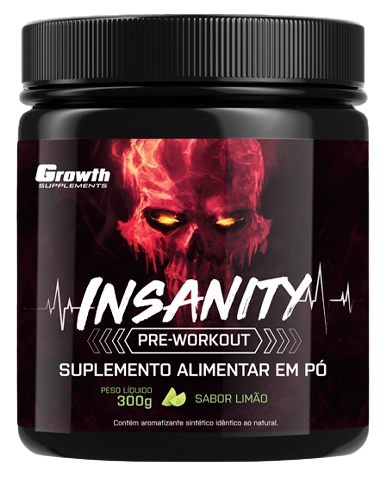 Growth
SUPPLEMENTS
INSANITY
PRE-WORKOUT
SUPLEMENTO ALIMENTAR EM PÓ
PESO LÍQUIDO
300g
SABOR LIMÃO
Contém aromatizante sintético idêntico ao natural.